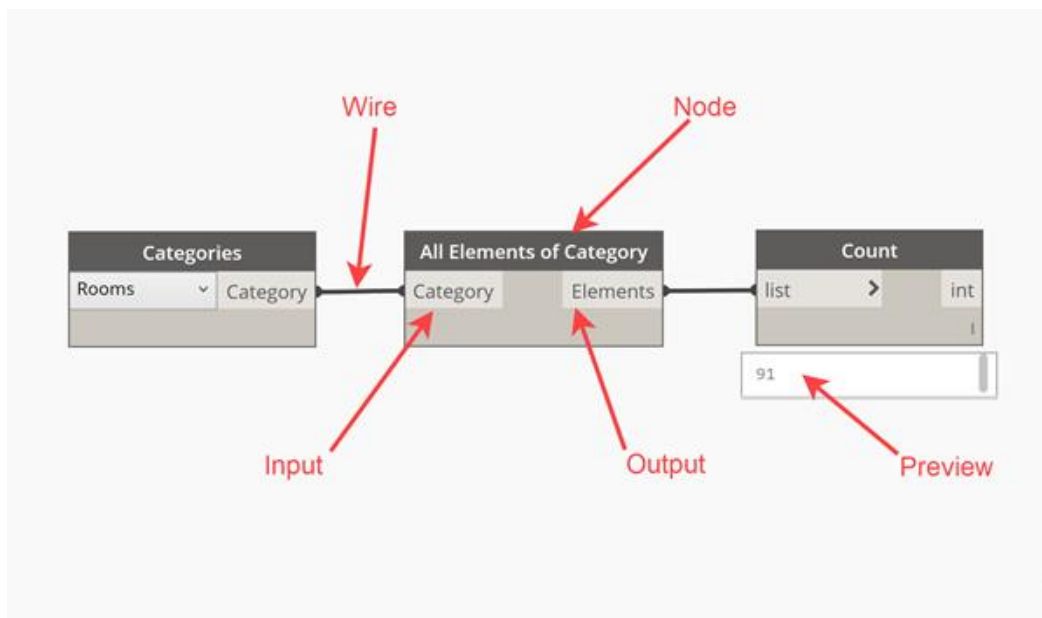 Wire
Node
Categories
All Elements of Category
Count
Rooms
Category
Category
Elements
list
>
int
l
91
Input
Output
Preview